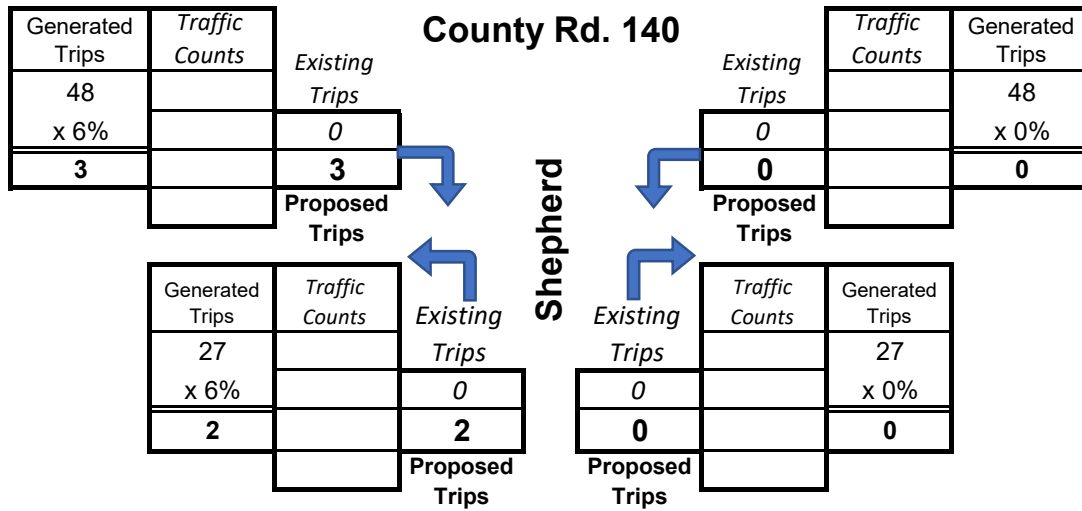 County Rd. 140
Generated Trips
Traffic Counts
Existing Trips
48
x 6%
0
3
3
Proposed Trips
Existing Trips
Traffic Counts
Generated Trips
48
0
x 0%
0
0
Proposed Trips
Shepherd
Generated Trips
Traffic Counts
Existing Trips
27
x 6%
0
2
2
Proposed Trips
Existing Trips
Traffic Counts
Generated Trips
27
0
x 0%
0
0
Proposed Trips